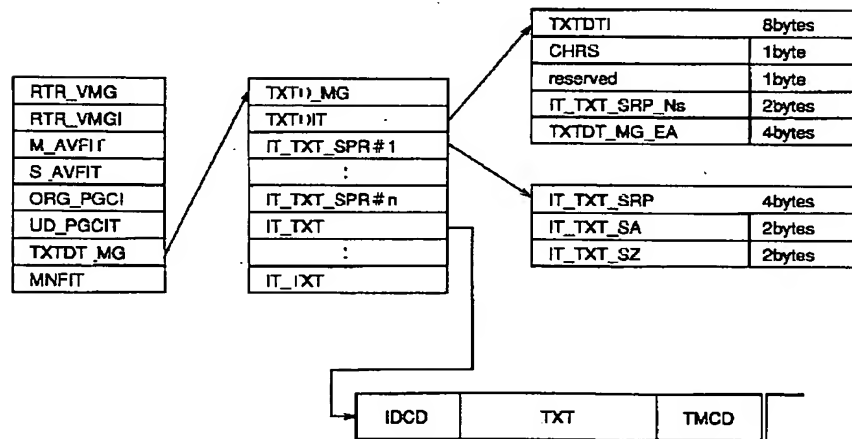 RTR_VMG
RTR_VMGI
M_AVFIT
S_AVFIT
ORG_PGCI
UD_PGCIT
TXTDT_MG
MNFIT
TXTD_MG
TXTDIT
IT_TXT_SPR#1
:
IT_TXT_SPR#n
IT_TXT
:
IT_TXT
TXTDTI 8bytes
CHRS 1byte
reserved 1byte
IT_TXT_SRP_Ns 2bytes
TXTDT_MG_EA 4bytes
IT_TXT_SRP 4bytes
IT_TXT_SA 2bytes
IT_TXT_SZ 2bytes
IDCD TXT TMCD